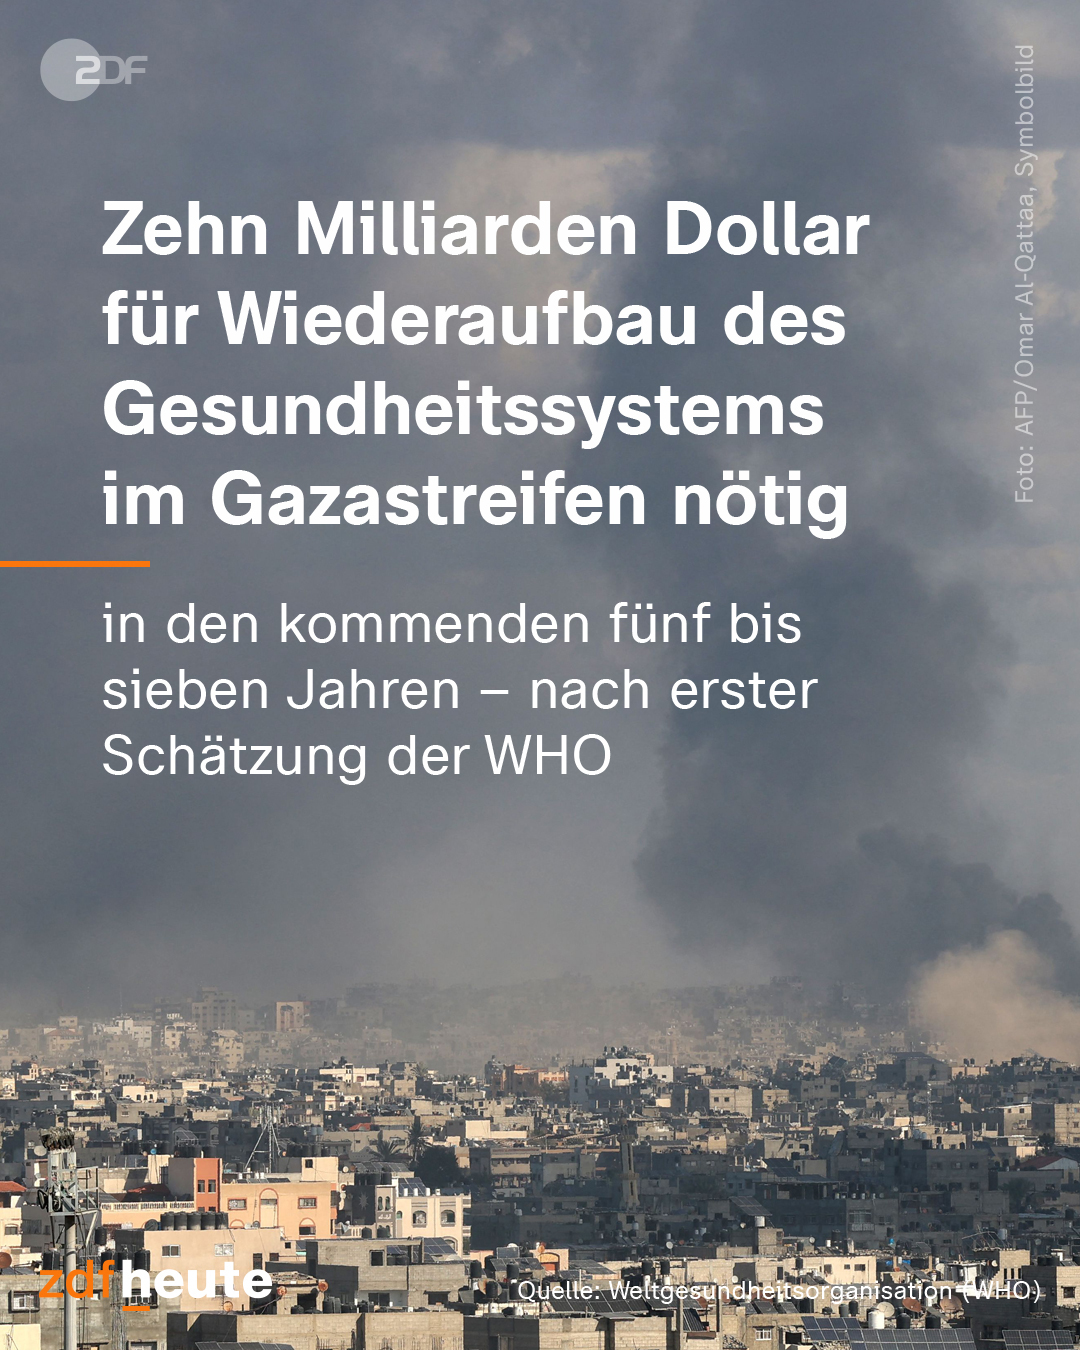 ZDF
Foto: AFP/Omar Al-Qattaa, Symbolbild
Zehn Milliarden Dollar
für Wiederaufbau des
Gesundheitssystems
im Gazastreifen nötig
in den kommenden fünf bis
sieben Jahren – nach erster
Schätzung der WHO
zdfheute
Quelle: Weltgesundheitsorganisation (WHO)